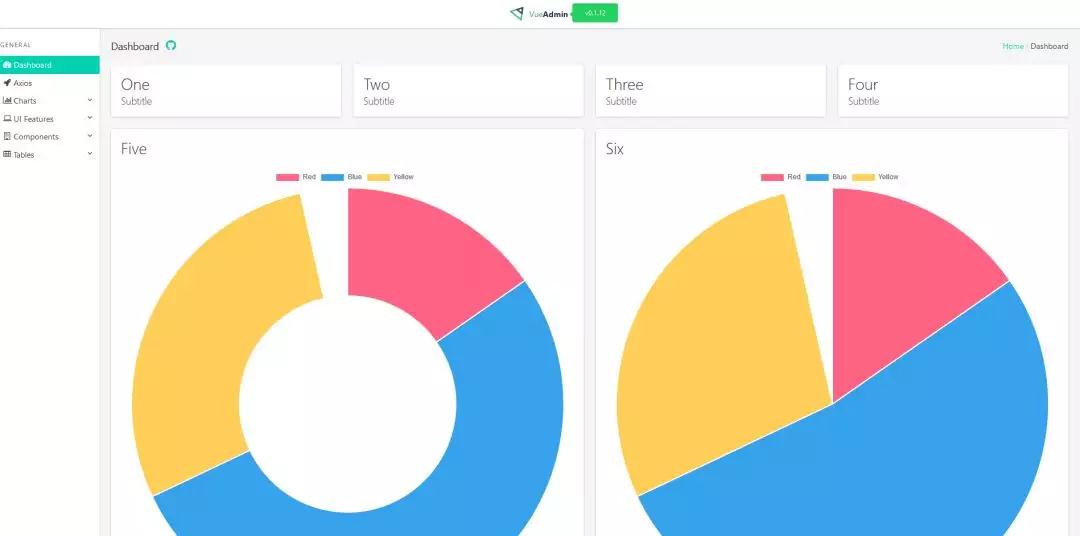 VueAdmin v0.1.12
GENERAL
Dashboard
Axios
Charts
UI Features
Components
Tables
Dashboard
Home / Dashboard
One
Subtitle
Two
Subtitle
Three
Subtitle
Four
Subtitle
Five
Red Blue Yellow
Six
Red Blue Yellow